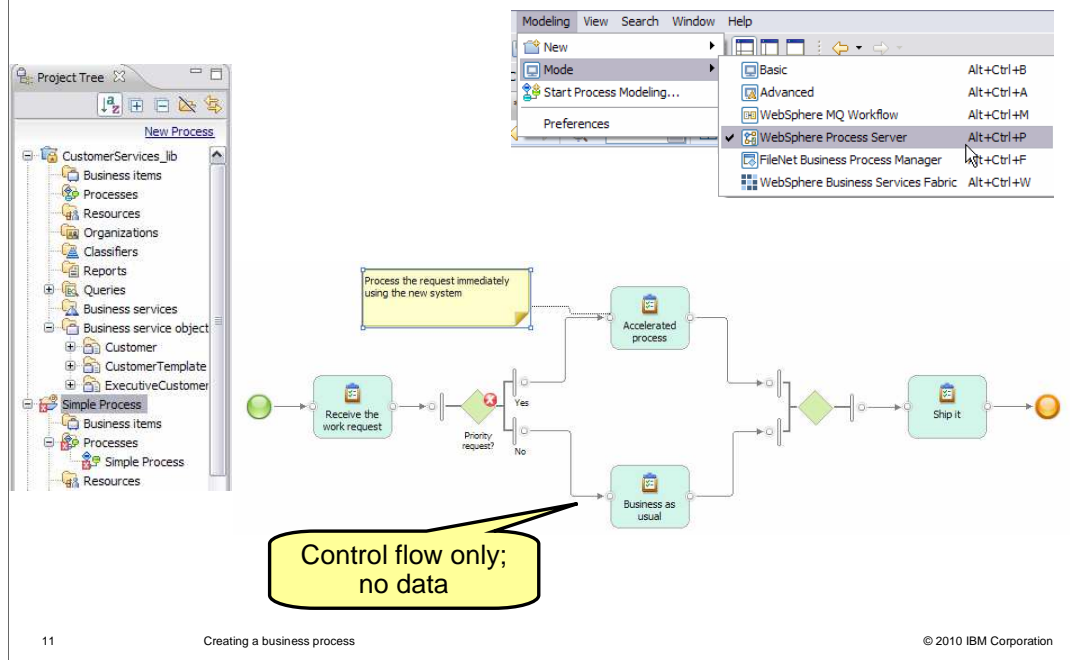 Modeling View Search Window Help
New
Mode
Start Process Modeling...
Preferences
Basic Alt+Ctrl+B
Advanced Alt+Ctrl+A
WebSphere MQ Workflow Alt+Ctrl+M
WebSphere Process Server Alt+Ctrl+P
FileNet Business Process Manager Alt+Ctrl+F
WebSphere Business Services Fabric Alt+Ctrl+W
Project Tree
New Process
CustomerServices_lib
Business items
Processes
Resources
Organizations
Classifiers
Reports
Queries
Business services
Business service object
Customer
CustomerTemplate
ExecutiveCustomer
Simple Process
Business items
Processes
Simple Process
Resources
Process the request immediately
using the new system
Accelerated
process
Receive the
work request
Priority
request?
Yes
No
Business as
usual
Ship it
Control flow only;
no data
11 Creating a business process © 2010 IBM Corporation